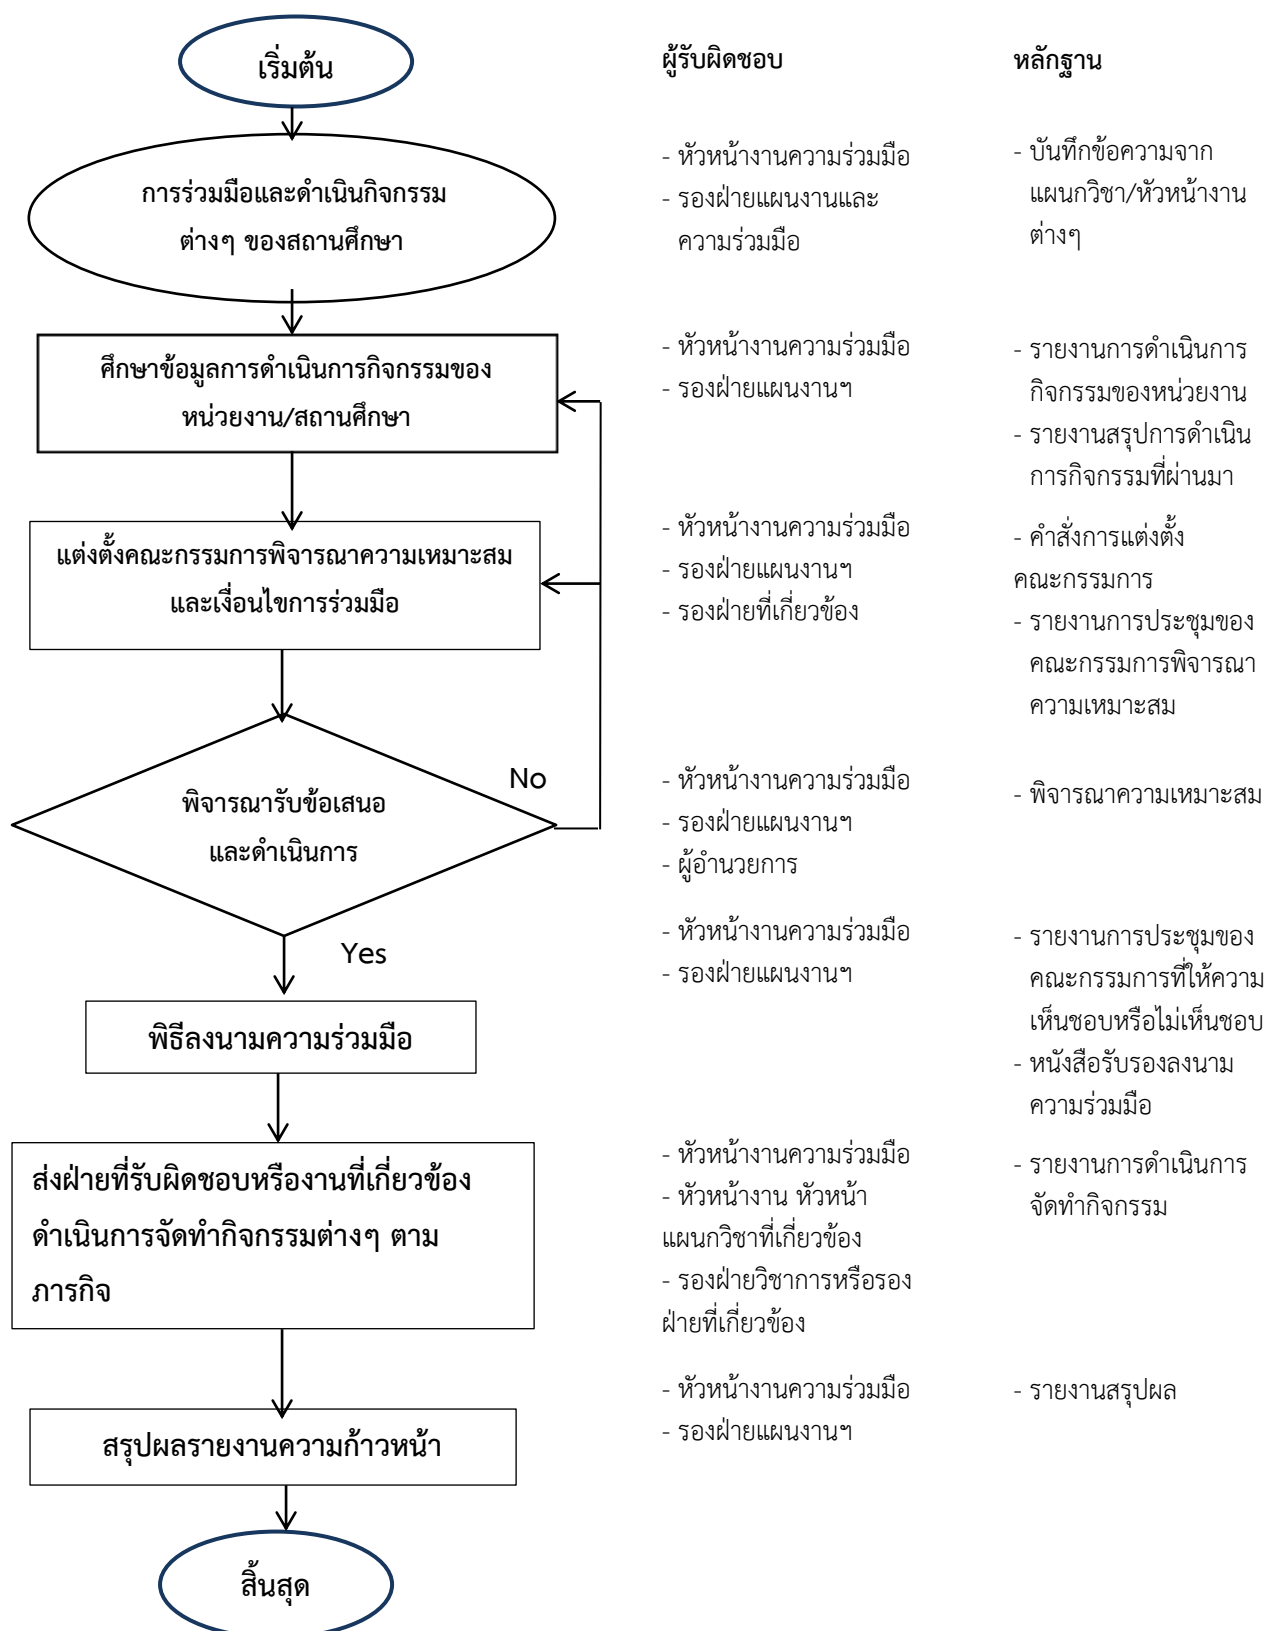 เริ่มต้น
ผู้รับผิดชอบ
หลักฐาน
การร่วมมือและดำเนินกิจกรรม
ต่างๆ ของสถานศึกษา
- หัวหน้างานความร่วมมือ
- รองฝ่ายแผนงานและ
ความร่วมมือ
- บันทึกข้อความจาก
แผนกวิชา/หัวหน้างาน
ต่างๆ
ศึกษาข้อมูลการดำเนินการกิจกรรมของ
หน่วยงาน/สถานศึกษา
- หัวหน้างานความร่วมมือ
- รองฝ่ายแผนงานฯ
- รายงานการดำเนินการ
กิจกรรมของหน่วยงาน
- รายงานสรุปการดำเนิน
การกิจกรรมที่ผ่านมา
แต่งตั้งคณะกรรมการพิจารณาความเหมาะสม
และเงื่อนไขการร่วมมือ
- หัวหน้างานความร่วมมือ
- รองฝ่ายแผนงานฯ
- รองฝ่ายที่เกี่ยวข้อง
- คำสั่งการแต่งตั้ง
คณะกรรมการ
- รายงานการประชุมของ
คณะกรรมการพิจารณา
ความเหมาะสม
พิจารณารับข้อเสนอ
และดำเนินการ
No
- หัวหน้างานความร่วมมือ
- รองฝ่ายแผนงานฯ
- ผู้อำนวยการ
- พิจารณาความเหมาะสม
Yes
พิธีลงนามความร่วมมือ
- หัวหน้างานความร่วมมือ
- รองฝ่ายแผนงานฯ
- รายงานการประชุมของ
คณะกรรมการที่ให้ความ
เห็นชอบหรือไม่เห็นชอบ
- หนังสือรับรองลงนาม
ความร่วมมือ
ส่งฝ่ายที่รับผิดชอบหรืองานที่เกี่ยวข้อง
ดำเนินการจัดทำกิจกรรมต่างๆ ตาม
ภารกิจ
- หัวหน้างานความร่วมมือ
- หัวหน้างาน หัวหน้า
แผนกวิชาที่เกี่ยวข้อง
- รองฝ่ายวิชาการหรือรอง
ฝ่ายที่เกี่ยวข้อง
- รายงานการดำเนินการ
จัดทำกิจกรรม
สรุปผลรายงานความก้าวหน้า
- หัวหน้างานความร่วมมือ
- รองฝ่ายแผนงานฯ
- รายงานสรุปผล
สิ้นสุด